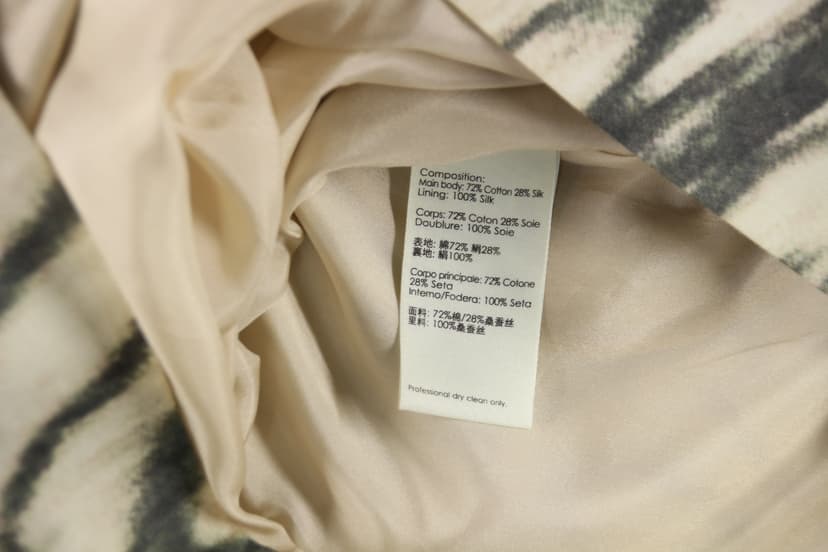 Composition:
Main body: 72% Cotton 28% Silk
Lining: 100% Silk
Corps: 72% Coton 28% Soie
Doublure: 100% Soie
表地: 綿72% 絹28%
裏地: 絹100%
Corpo principale: 72% Cotone
28% Seta
Interno/Fodera: 100% Seta
面料: 72%棉/28%桑蚕丝
里料: 100%桑蚕丝
Professional dry clean only.